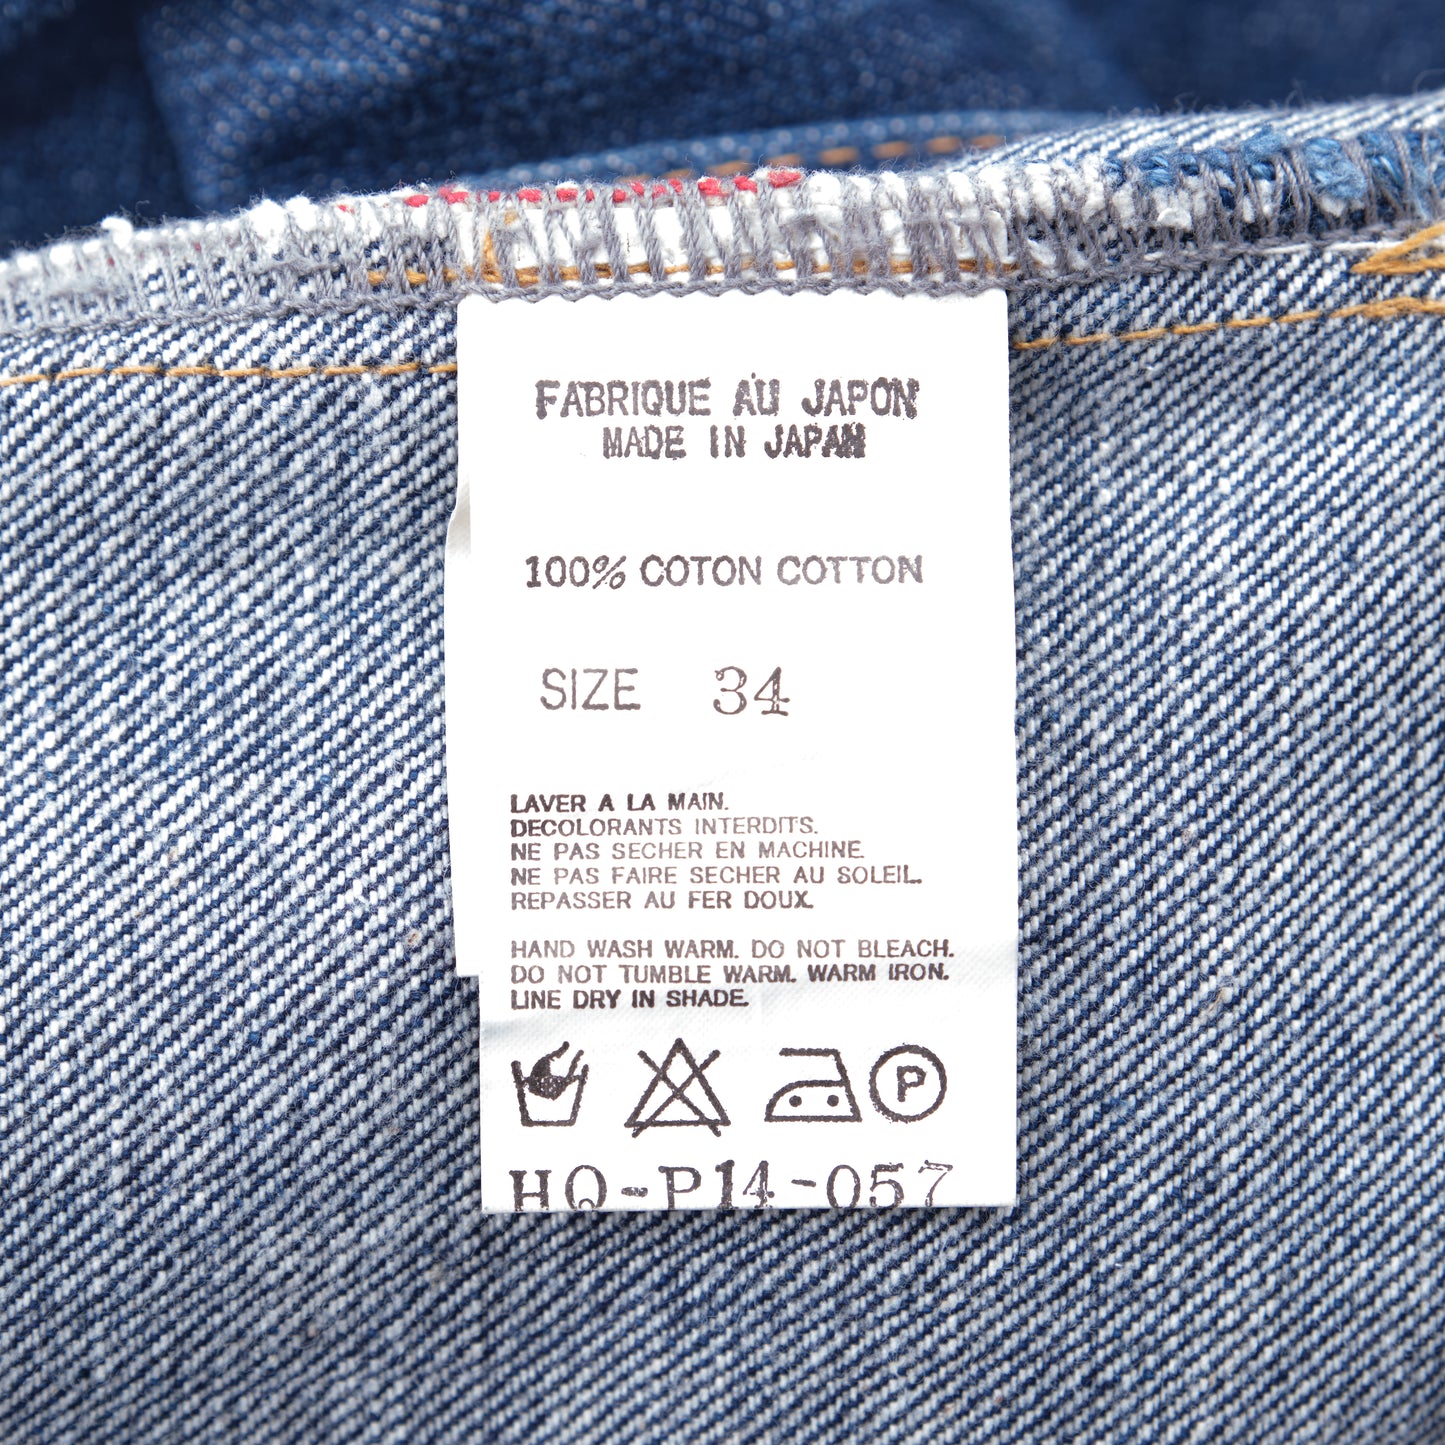 FABRIQUE AU JAPON
MADE IN JAPAN
100% COTON COTTON
SIZE 34
LAVER A LA MAIN.
DECOLORANTS INTERDITS.
NE PAS SECHER EN MACHINE.
NE PAS FAIRE SECHER AU SOLEIL.
REPASSER AU FER DOUX.
HAND WASH WARM. DO NOT BLEACH.
DO NOT TUMBLE WARM. WARM IRON.
LINE DRY IN SHADE.
P
HQ-P14-057